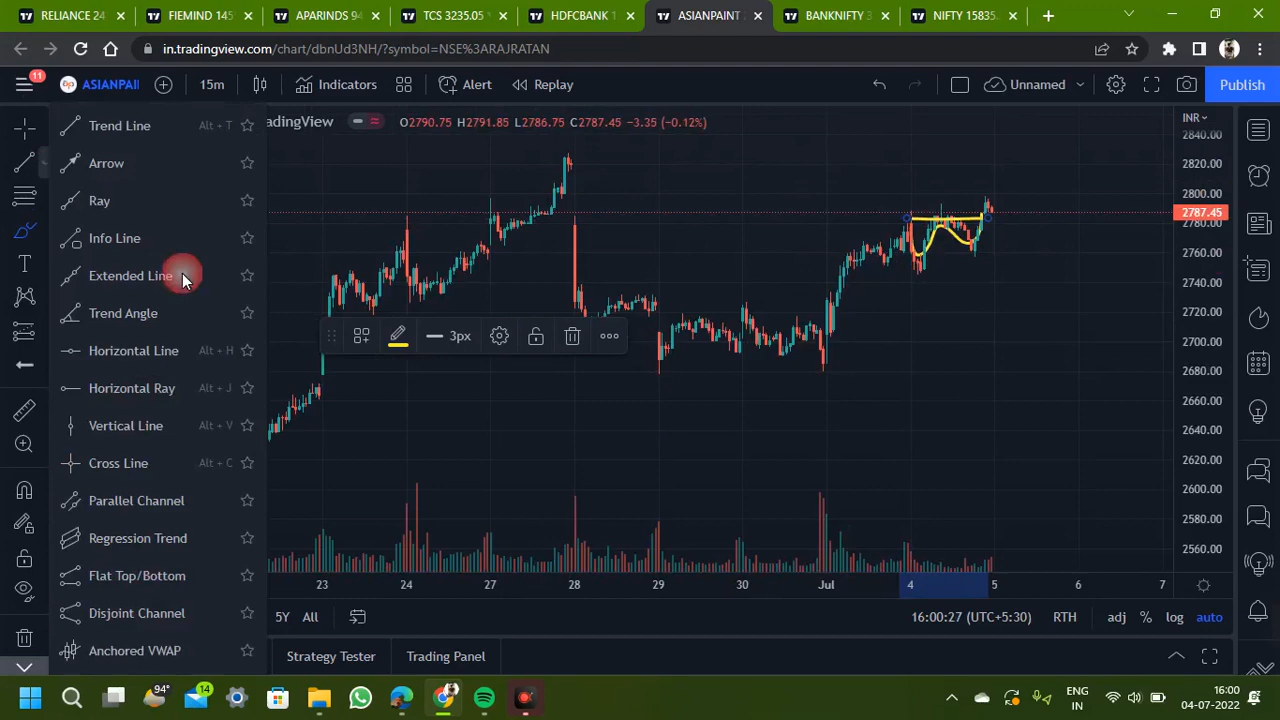 RELIANCE 24
FIEMIND 145
APARINDS 94
TCS 3235.05
HDFCBANK 1
ASIANPAINT
BANKNIFTY 3
NIFTY 15835.
in.tradingview.com/chart/dbnUd3NH/?symbol=NSE%3ARAJRATAN
11
ASIANPAI
15m
Indicators
Alert
Replay
Unnamed
Publish
Trend Line Alt + T
Arrow
Ray
Info Line
Extended Line
Trend Angle
Horizontal Line Alt + H
Horizontal Ray Alt + J
Vertical Line Alt + V
Cross Line Alt + C
Parallel Channel
Regression Trend
Flat Top/Bottom
Disjoint Channel
Anchored VWAP
adingView
O2790.75 H2791.85 L2786.75 C2787.45 −3.35 (−0.12%)
3px
INR
2840.00
2820.00
2800.00
2787.45
2780.00
2760.00
2740.00
2720.00
2700.00
2680.00
2660.00
2640.00
2620.00
2600.00
2580.00
2560.00
23 24 27 28 29 30 Jul 4 5 6 7
5Y All
16:00:27 (UTC+5:30) RTH adj % log auto
Strategy Tester Trading Panel
94°
14
ENG
IN
16:00
04-07-2022